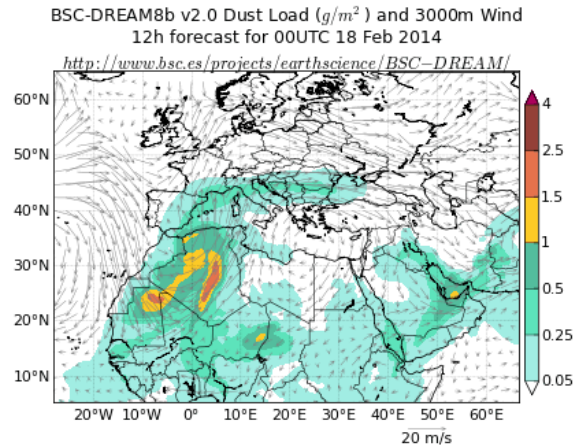 BSC-DREAM8b v2.0 Dust Load (g/m²) and 3000m Wind
12h forecast for 00UTC 18 Feb 2014
http://www.bsc.es/projects/earthscience/BSC−DREAM/
60°N
50°N
40°N
30°N
20°N
10°N
20°W
10°W
0°E
10°E
20°E
30°E
40°E
50°E
60°E
4
2.5
1.5
1
0.5
0.25
0.05
20 m/s